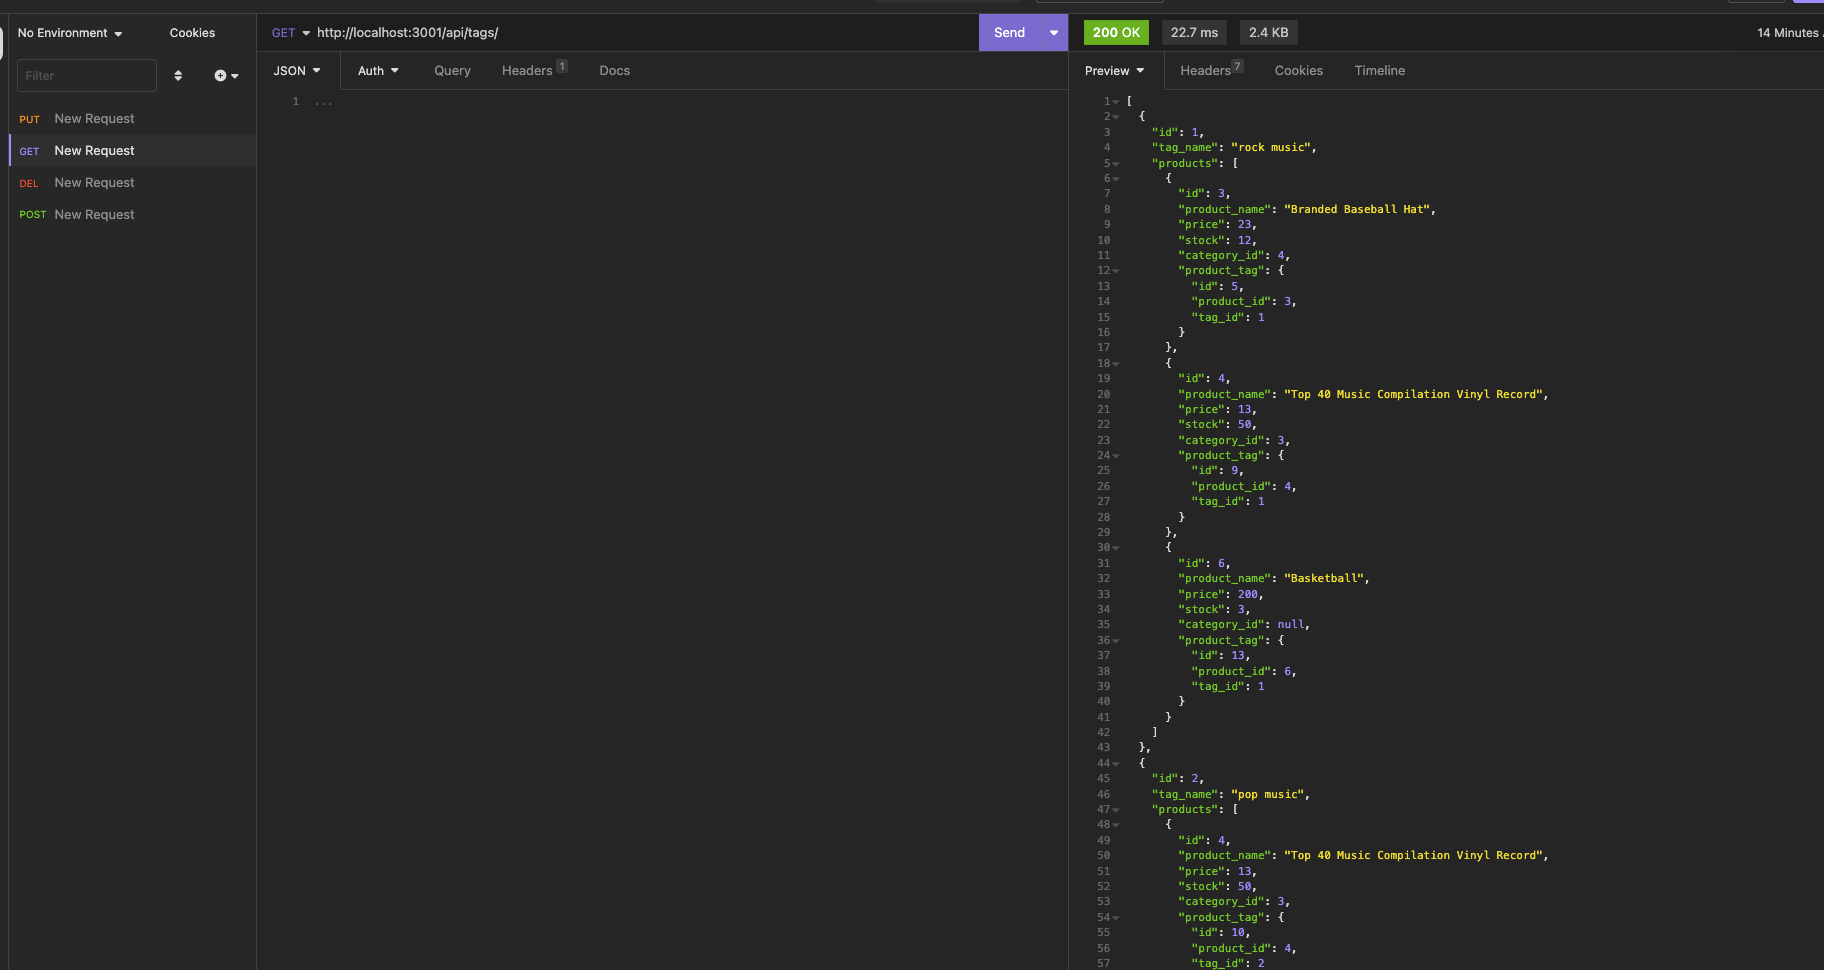 No Environment
Cookies
Filter
PUT New Request
GET New Request
DEL New Request
POST New Request
GET http://localhost:3001/api/tags/
Send
JSON
Auth
Query
Headers 1
Docs
1 ...
200 OK
22.7 ms
2.4 KB
14 Minutes
Preview
Headers 7
Cookies
Timeline
1 [
2 {
3 "id": 1,
4 "tag_name": "rock music",
5 "products": [
6 {
7 "id": 3,
8 "product_name": "Branded Baseball Hat",
9 "price": 23,
10 "stock": 12,
11 "category_id": 4,
12 "product_tag": {
13 "id": 5,
14 "product_id": 3,
15 "tag_id": 1
16 }
17 },
18 {
19 "id": 4,
20 "product_name": "Top 40 Music Compilation Vinyl Record",
21 "price": 13,
22 "stock": 50,
23 "category_id": 3,
24 "product_tag": {
25 "id": 9,
26 "product_id": 4,
27 "tag_id": 1
28 }
29 },
30 {
31 "id": 6,
32 "product_name": "Basketball",
33 "price": 200,
34 "stock": 3,
35 "category_id": null,
36 "product_tag": {
37 "id": 13,
38 "product_id": 6,
39 "tag_id": 1
40 }
41 }
42 ]
43 },
44 {
45 "id": 2,
46 "tag_name": "pop music",
47 "products": [
48 {
49 "id": 4,
50 "product_name": "Top 40 Music Compilation Vinyl Record",
51 "price": 13,
52 "stock": 50,
53 "category_id": 3,
54 "product_tag": {
55 "id": 10,
56 "product_id": 4,
57 "tag_id": 2